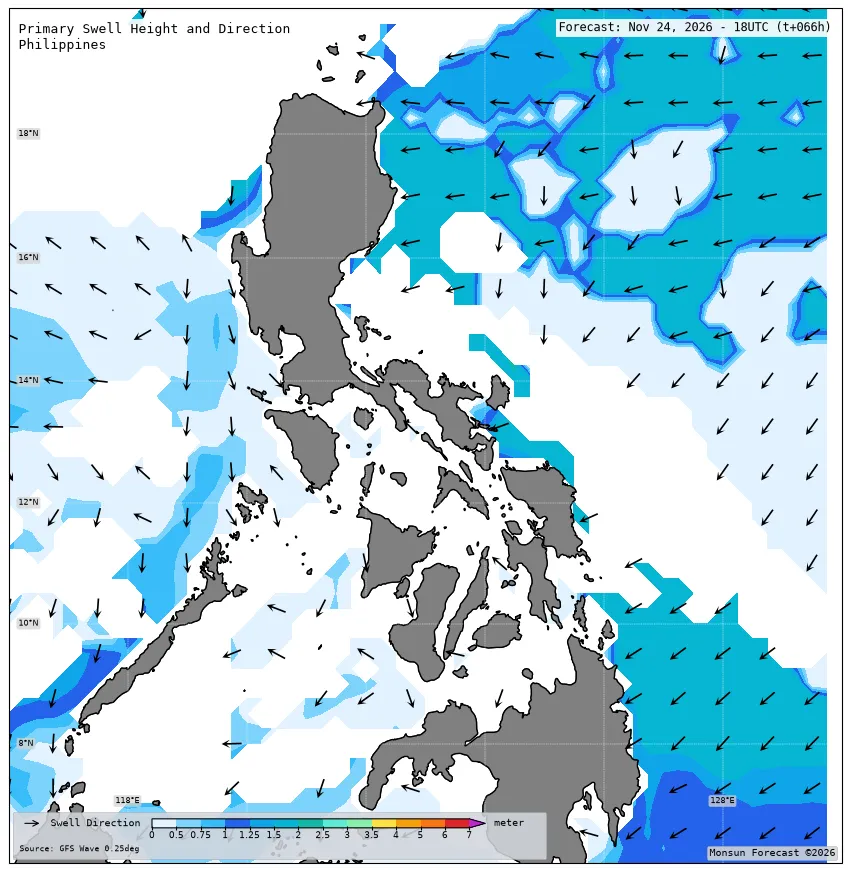 Primary Swell Height and Direction
Philippines
Forecast: Nov 24, 2026 - 18UTC (t+066h)
18°N
16°N
14°N
12°N
10°N
8°N
118°E
128°E
Swell Direction
0 0.5 0.75 1 1.25 1.5 2 2.5 3 3.5 4 5 6 7
meter
Source: GFS Wave 0.25deg
Monsun Forecast ©2026